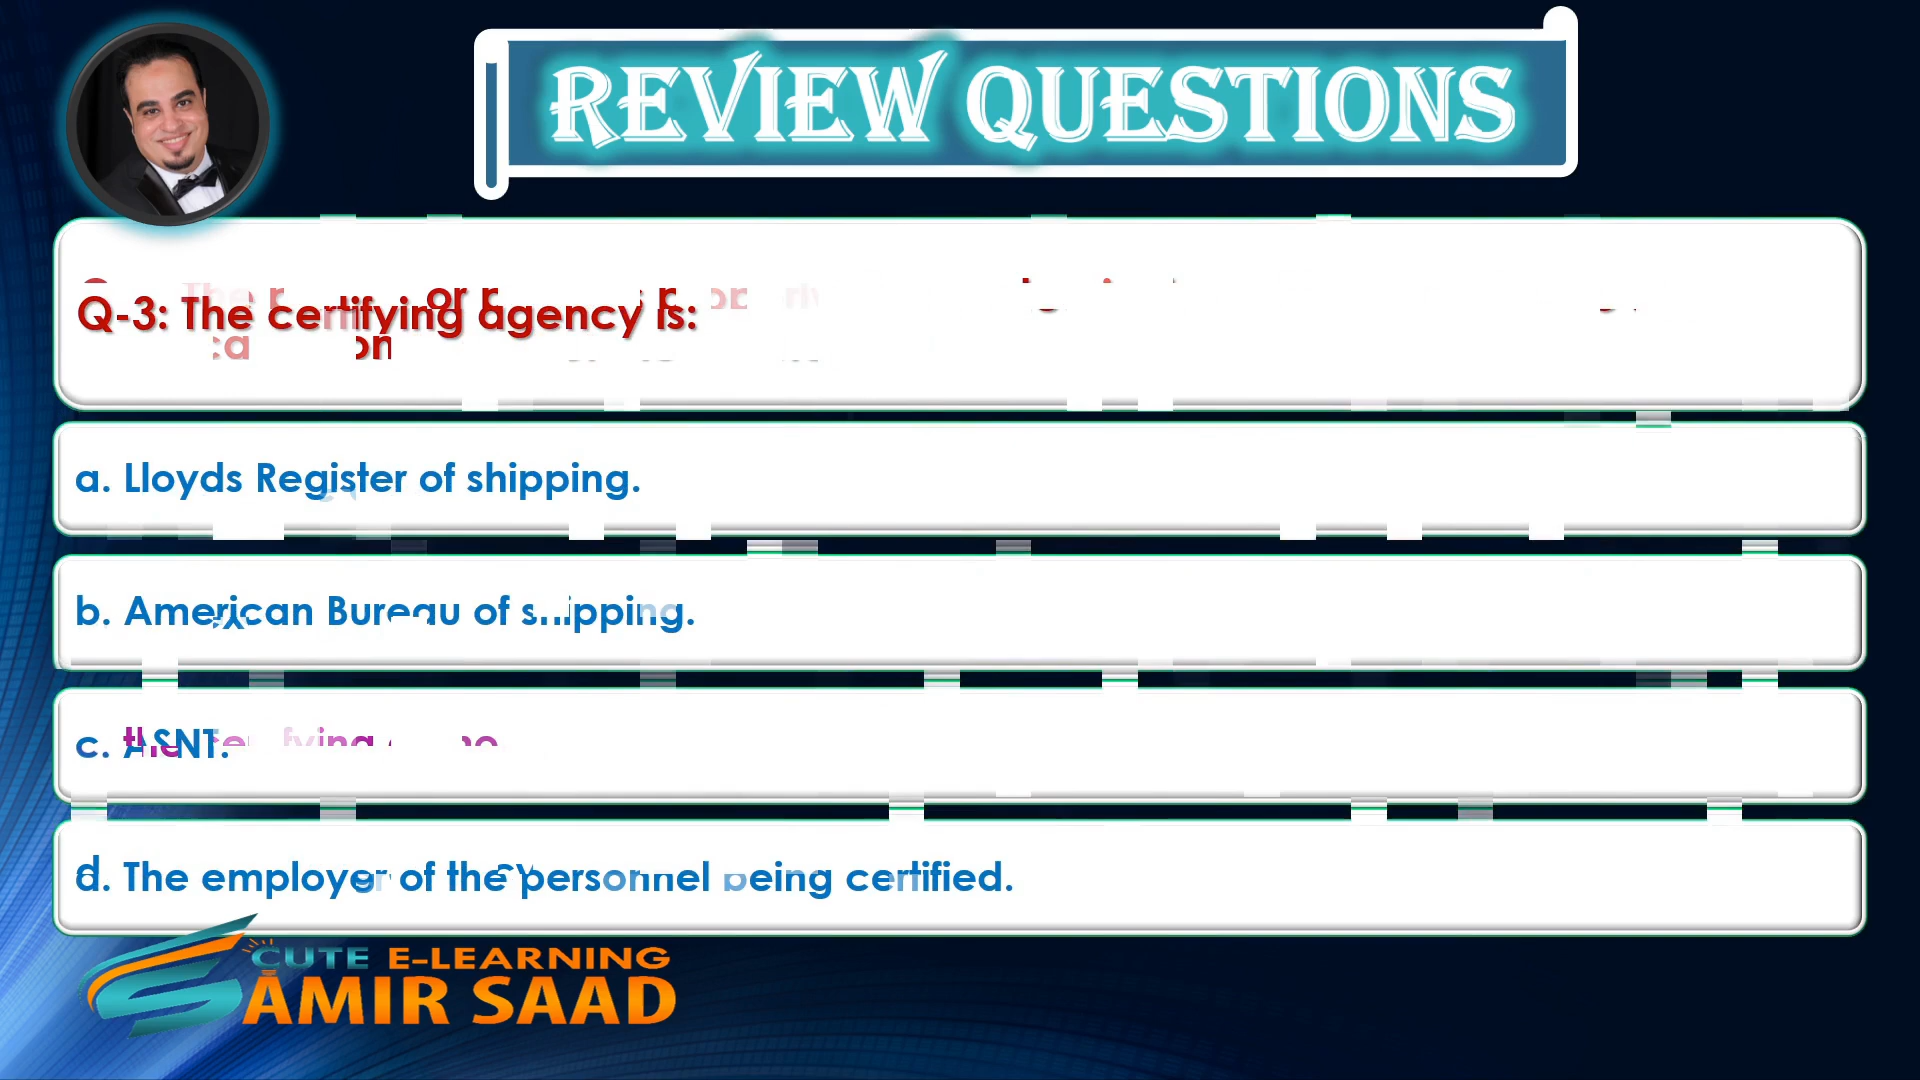 REVIEW QUESTIONS
Q-3: The certifying agency is:
a. Lloyds Register of shipping.
b. American Bureau of shipping.
c. ASNT.
d. The employer of the personnel being certified.
CUTE E-LEARNING
AMIR SAAD